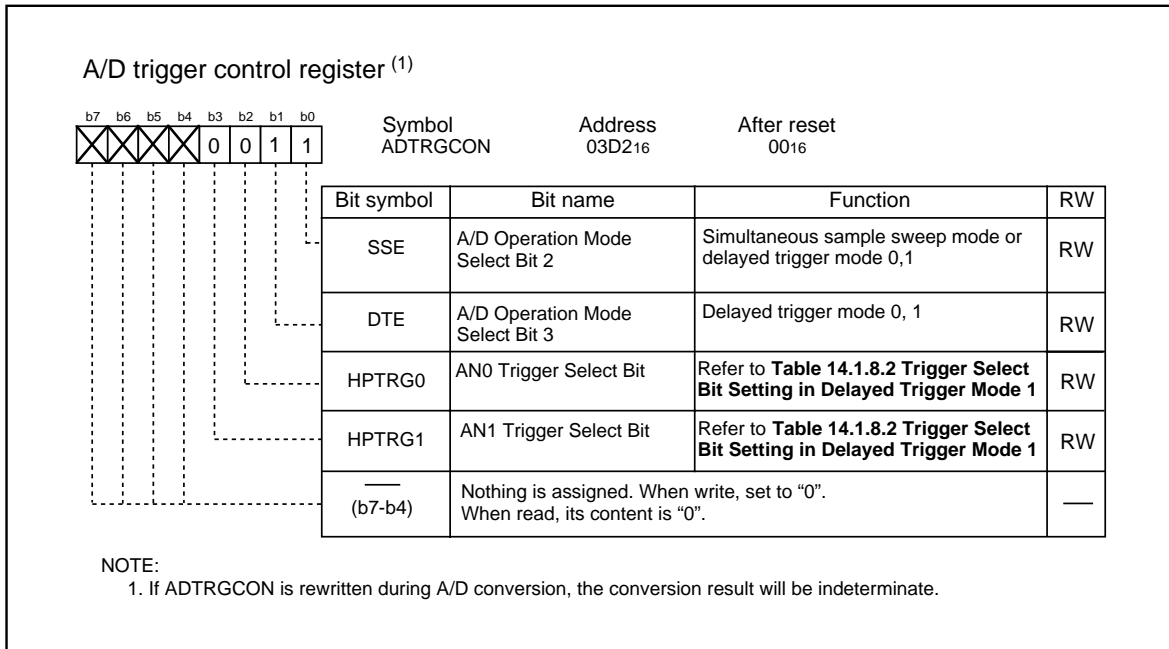 A/D trigger control register (1)
b7 b6 b5 b4 b3 b2 b1 b0
0 0 1 1
Symbol Address After reset
ADTRGCON 03D216 0016
Bit symbol Bit name Function RW
SSE A/D Operation Mode Select Bit 2 Simultaneous sample sweep mode or delayed trigger mode 0,1 RW
DTE A/D Operation Mode Select Bit 3 Delayed trigger mode 0, 1 RW
HPTRG0 AN0 Trigger Select Bit Refer to Table 14.1.8.2 Trigger Select Bit Setting in Delayed Trigger Mode 1 RW
HPTRG1 AN1 Trigger Select Bit Refer to Table 14.1.8.2 Trigger Select Bit Setting in Delayed Trigger Mode 1 RW
(b7-b4) Nothing is assigned. When write, set to “0”.
When read, its content is “0”. —
NOTE:
1. If ADTRGCON is rewritten during A/D conversion, the conversion result will be indeterminate.